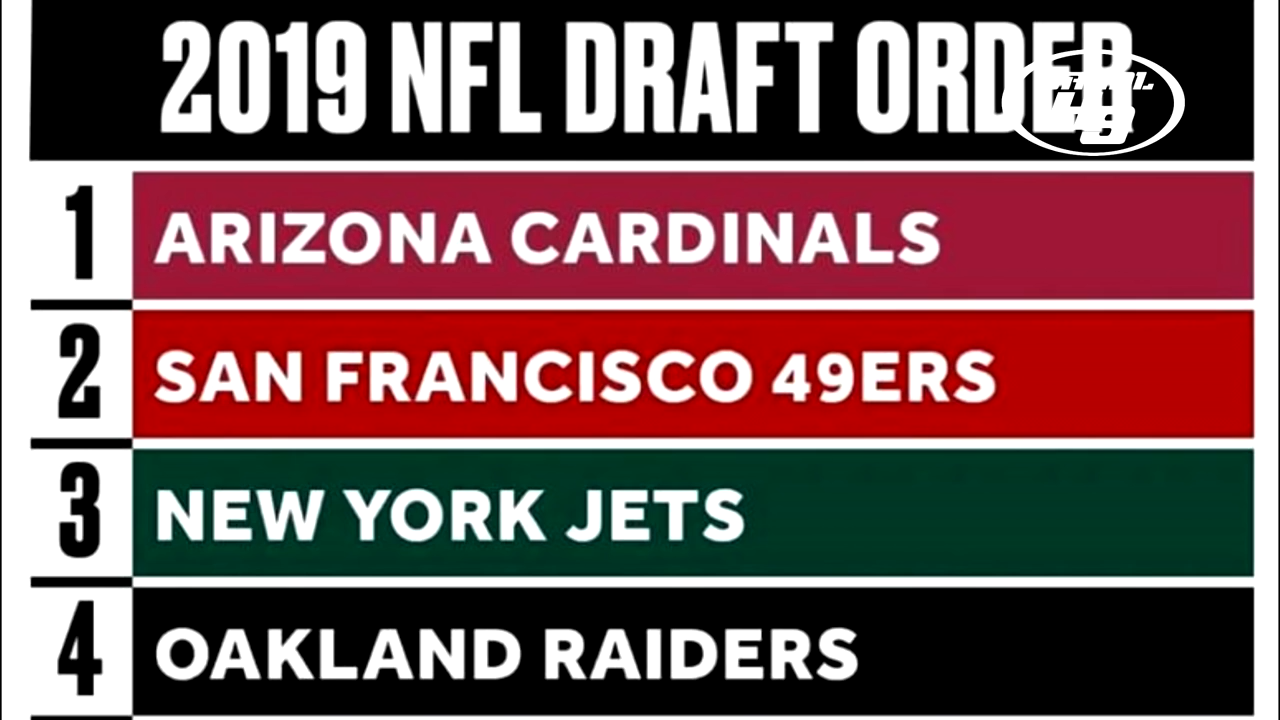 2019 NFL DRAFT ORDER
1 ARIZONA CARDINALS
2 SAN FRANCISCO 49ERS
3 NEW YORK JETS
4 OAKLAND RAIDERS